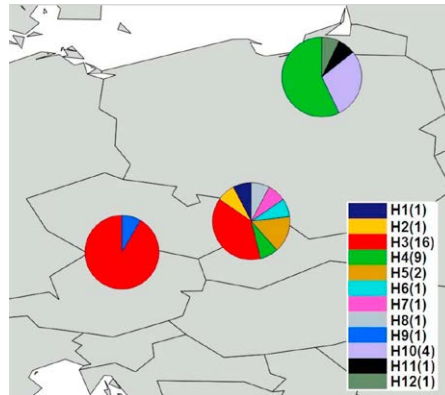 H1(1)
H2(1)
H3(16)
H4(9)
H5(2)
H6(1)
H7(1)
H8(1)
H9(1)
H10(4)
H11(1)
H12(1)